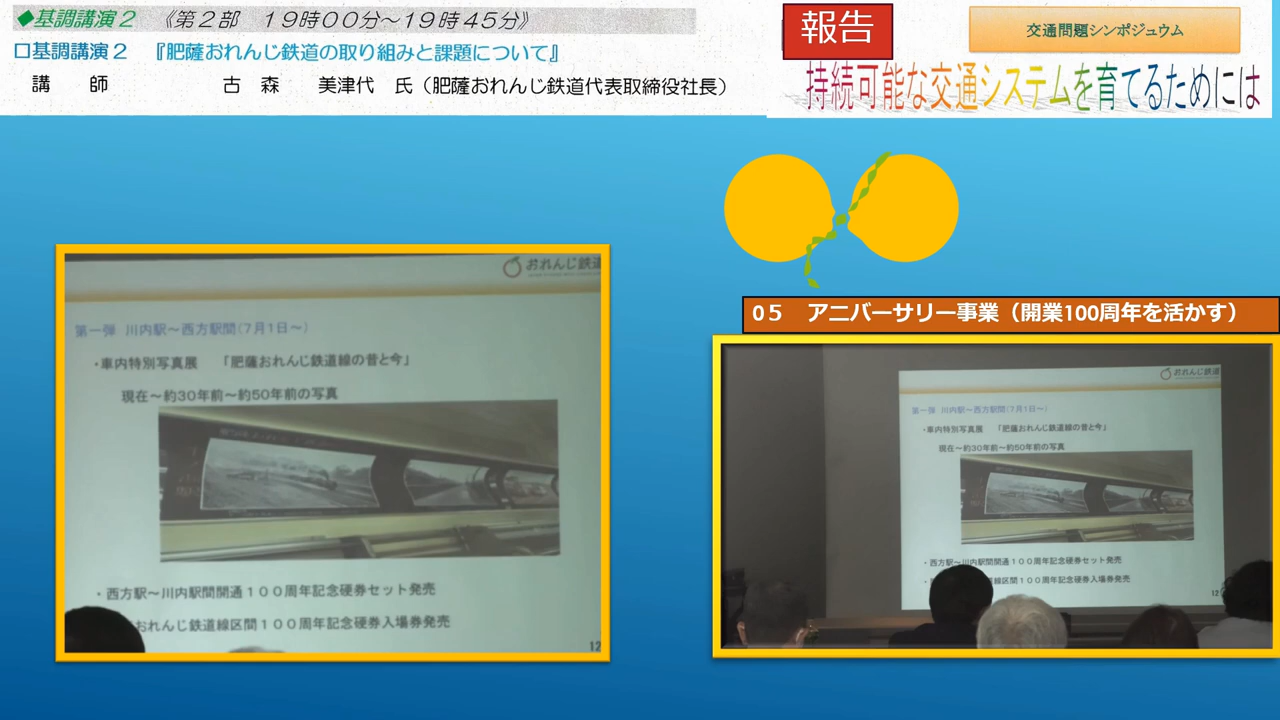 ◆基調講演２　《第２部　１９時００分～１９時４５分》
□基調講演２　『肥薩おれんじ鉄道の取り組みと課題について』
講　師　　古　森　美津代　氏（肥薩おれんじ鉄道代表取締役社長）
報告
交通問題シンポジュウム
持続可能な交通システムを育てるためには
おれんじ鉄道
第一弾 川内駅～西方駅間（７月１日～）
・車内特別写真展　「肥薩おれんじ鉄道線の昔と今」
現在～約30年前～約50年前の写真
・西方駅～川内駅間開通１００周年記念硬券セット発売
おれんじ鉄道線区間１００周年記念硬券入場券発売
12
０５　アニバーサリー事業（開業100周年を活かす）
おれんじ鉄道
第一弾 川内駅～西方駅間（７月１日～）
・車内特別写真展　「肥薩おれんじ鉄道線の昔と今」
現在～約30年前～約50年前の写真
・西方駅～川内駅間開通１００周年記念硬券セット発売
線区間１００周年記念硬券入場券発売
12